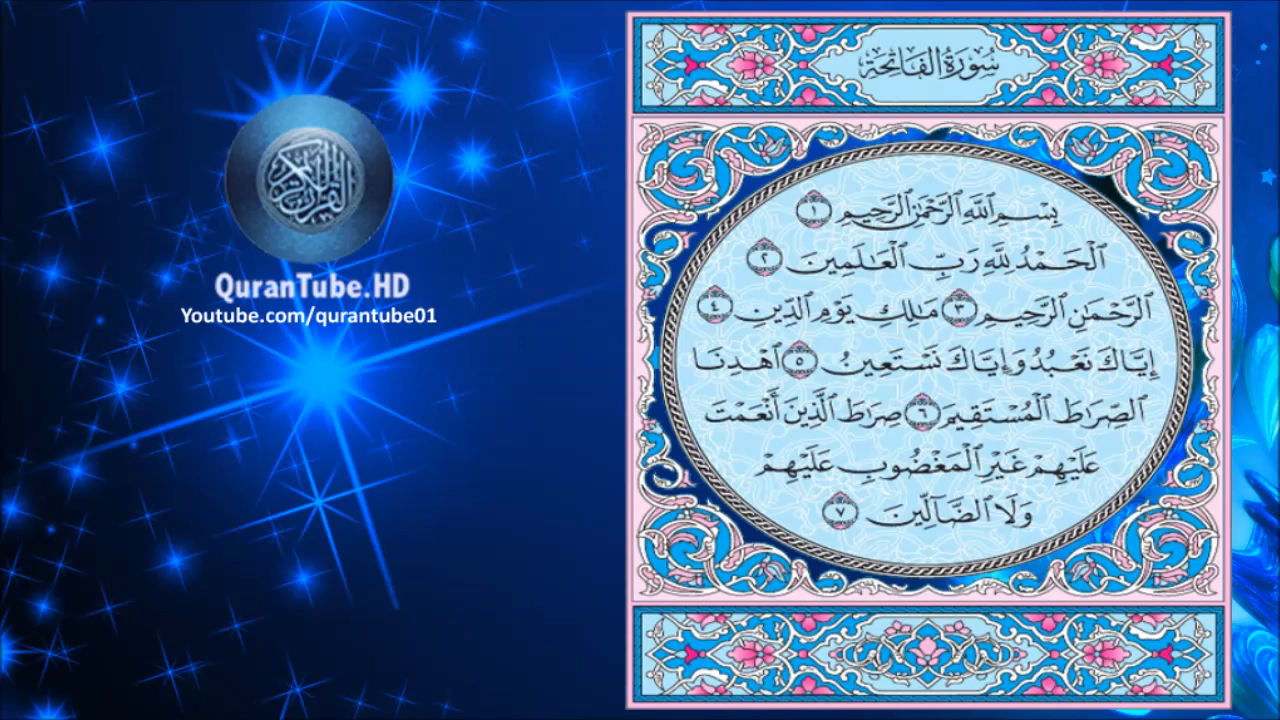 القرآن الكريم
QuranTube.HD
Youtube.com/qurantube01
سُورَةُ الفَاتِحَة
بِسْمِ ٱللَّهِ ٱلرَّحْمَٰنِ ٱلرَّحِيمِ ١
ٱلْحَمْدُ لِلَّهِ رَبِّ ٱلْعَٰلَمِينَ ٢
ٱلرَّحْمَٰنِ ٱلرَّحِيمِ ٣ مَٰلِكِ يَوْمِ ٱلدِّينِ ٤
إِيَّاكَ نَعْبُدُ وَإِيَّاكَ نَسْتَعِينُ ٥ ٱهْدِنَا
ٱلصِّرَٰطَ ٱلْمُسْتَقِيمَ ٦ صِرَٰطَ ٱلَّذِينَ أَنْعَمْتَ
عَلَيْهِمْ غَيْرِ ٱلْمَغْضُوبِ عَلَيْهِمْ
وَلَا ٱلضَّآلِّينَ ٧